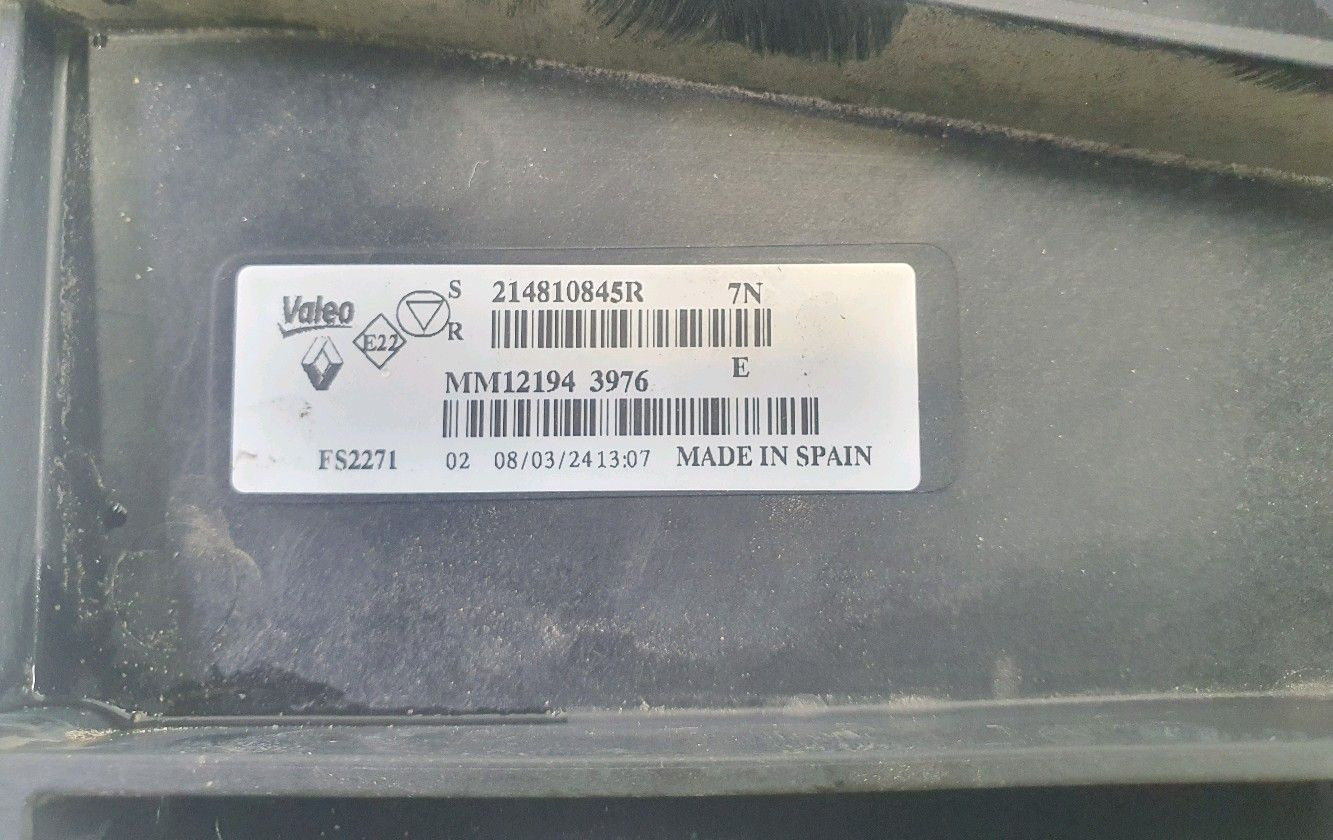 Valeo E22 S R 214810845R 7N
E
MM12194 3976
FS2271 02 08/03/24 13:07 MADE IN SPAIN